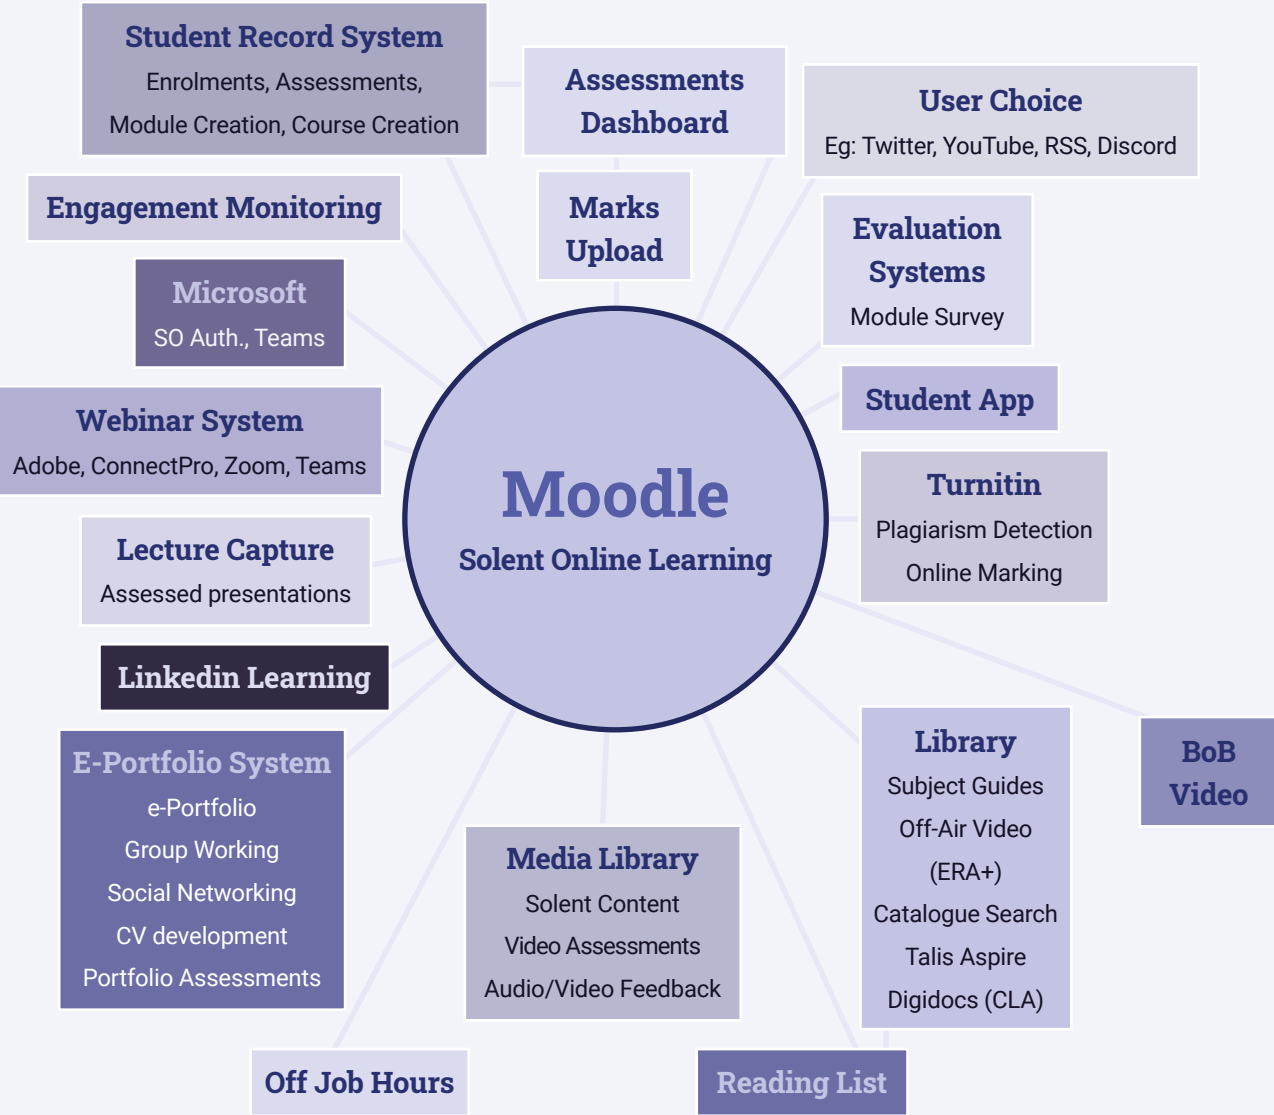 Student Record System
Enrolments, Assessments,
Module Creation, Course Creation
Assessments
Dashboard
User Choice
Eg: Twitter, YouTube, RSS, Discord
Engagement Monitoring
Marks
Upload
Evaluation
Systems
Module Survey
Microsoft
SO Auth., Teams
Student App
Webinar System
Adobe, ConnectPro, Zoom, Teams
Moodle
Solent Online Learning
Turnitin
Plagiarism Detection
Online Marking
Lecture Capture
Assessed presentations
Linkedin Learning
E-Portfolio System
e-Portfolio
Group Working
Social Networking
CV development
Portfolio Assessments
Media Library
Solent Content
Video Assessments
Audio/Video Feedback
Library
Subject Guides
Off-Air Video
(ERA+)
Catalogue Search
Talis Aspire
Digidocs (CLA)
BoB
Video
Off Job Hours
Reading List